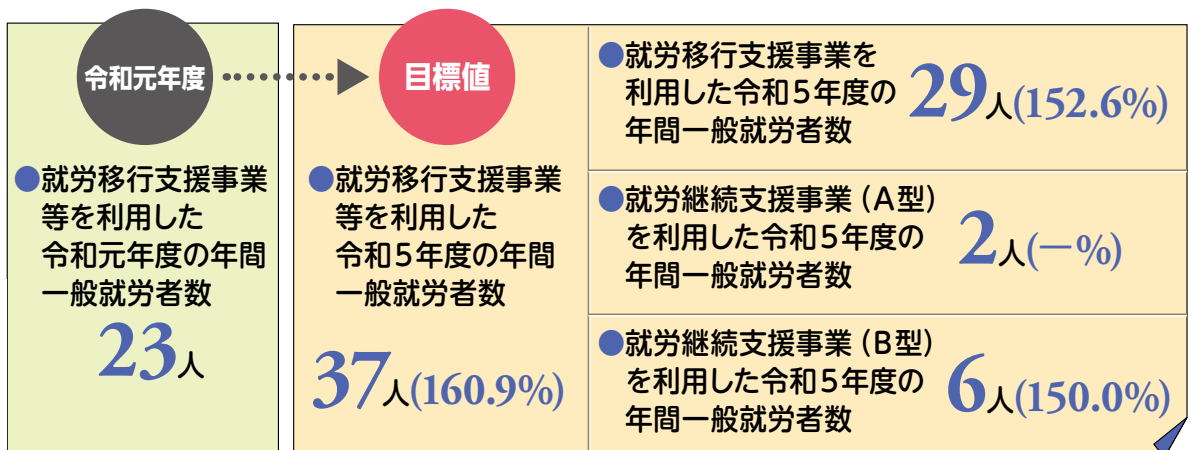 令和元年度
●就労移行支援事業
等を利用した
令和元年度の年間
一般就労者数
23人
目標値
●就労移行支援事業
等を利用した
令和5年度の年間
一般就労者数
37人(160.9%)
●就労移行支援事業を
利用した令和5年度の
年間一般就労者数
29人(152.6%)
●就労継続支援事業（A型）
を利用した令和5年度の
年間一般就労者数
2人(—%)
●就労継続支援事業（B型）
を利用した令和5年度の
年間一般就労者数
6人(150.0%)